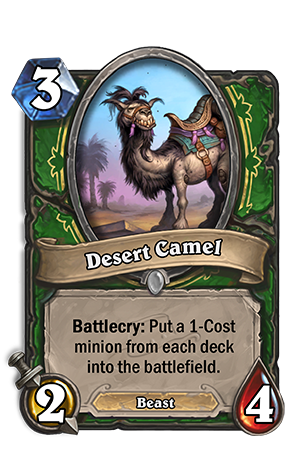 3
Desert Camel
Battlecry: Put a 1-Cost
minion from each deck
into the battlefield.
2
Beast
4